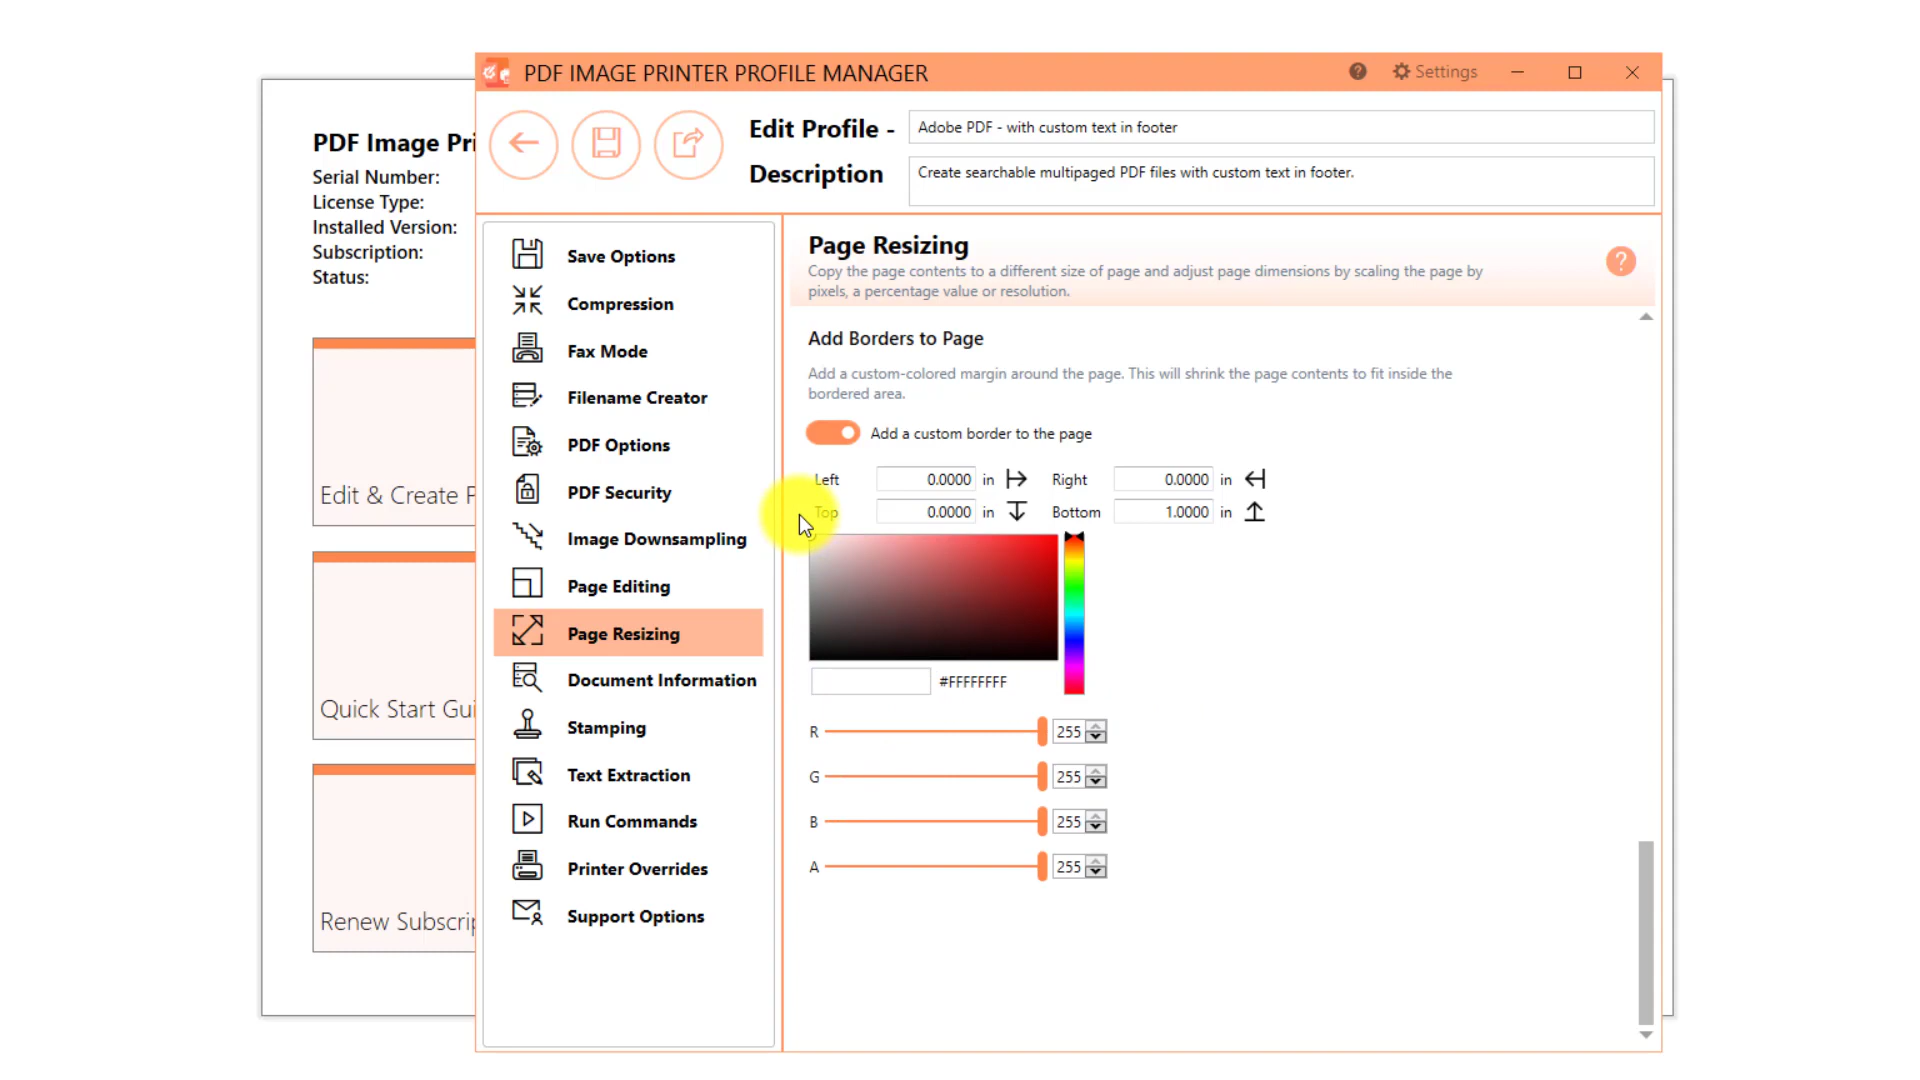 PDF IMAGE PRINTER PROFILE MANAGER
? Settings
PDF Image Pri
Serial Number:
License Type:
Installed Version:
Subscription:
Status:
Edit & Create P
Quick Start Gui
Renew Subscrip
Edit Profile - Adobe PDF - with custom text in footer
Description Create searchable multipaged PDF files with custom text in footer.
Save Options
Compression
Fax Mode
Filename Creator
PDF Options
PDF Security
Image Downsampling
Page Editing
Page Resizing
Document Information
Stamping
Text Extraction
Run Commands
Printer Overrides
Support Options
Page Resizing
Copy the page contents to a different size of page and adjust page dimensions by scaling the page by
pixels, a percentage value or resolution.
?
Add Borders to Page
Add a custom-colored margin around the page. This will shrink the page contents to fit inside the
bordered area.
Add a custom border to the page
Left 0.0000 in Right 0.0000 in
Top 0.0000 in Bottom 1.0000 in
#FFFFFFFF
R 255
G 255
B 255
A 255